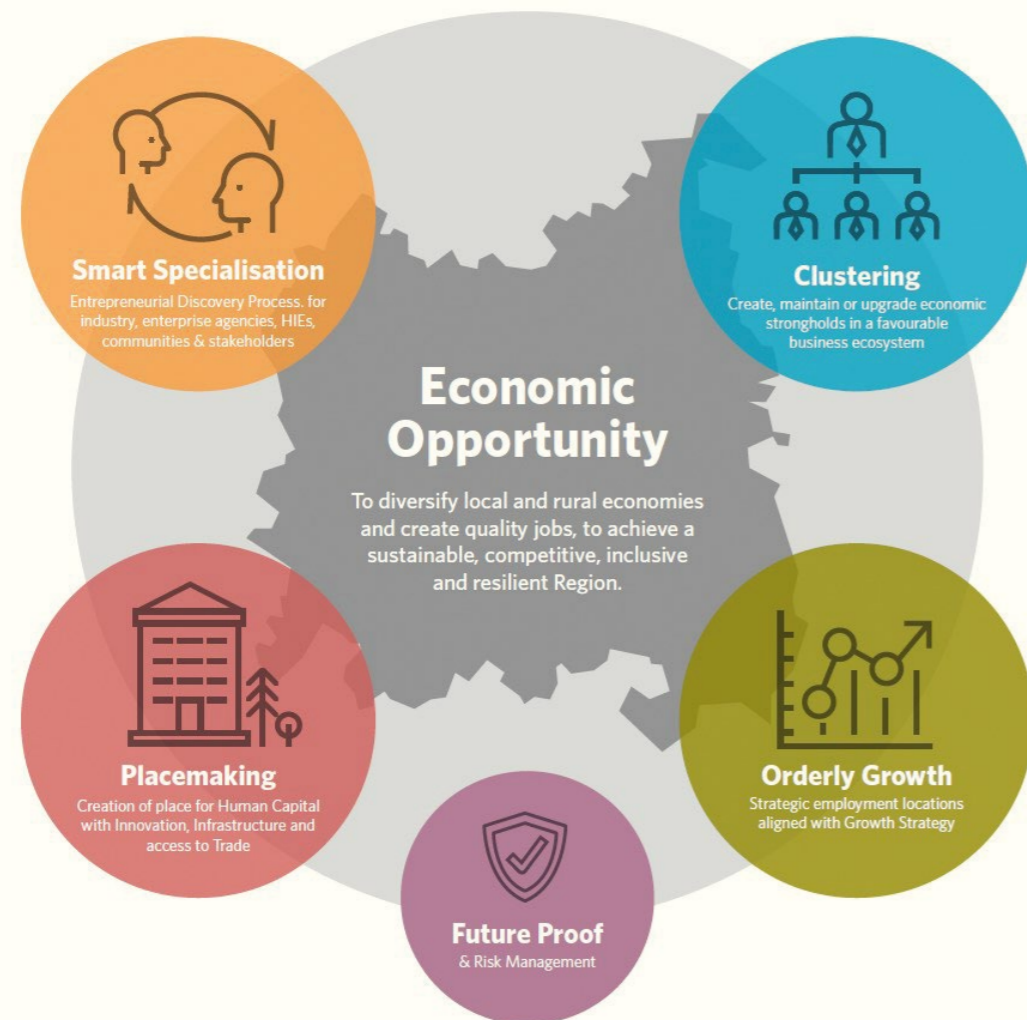 Smart Specialisation
Entrepreneurial Discovery Process. for
industry, enterprise agencies, HIEs,
communities & stakeholders
Clustering
Create, maintain or upgrade economic
strongholds in a favourable
business ecosystem
Economic
Opportunity
To diversify local and rural economies
and create quality jobs, to achieve a
sustainable, competitive, inclusive
and resilient Region.
Placemaking
Creation of place for Human Capital
with Innovation, Infrastructure and
access to Trade
Orderly Growth
Strategic employment locations
aligned with Growth Strategy
Future Proof
& Risk Management